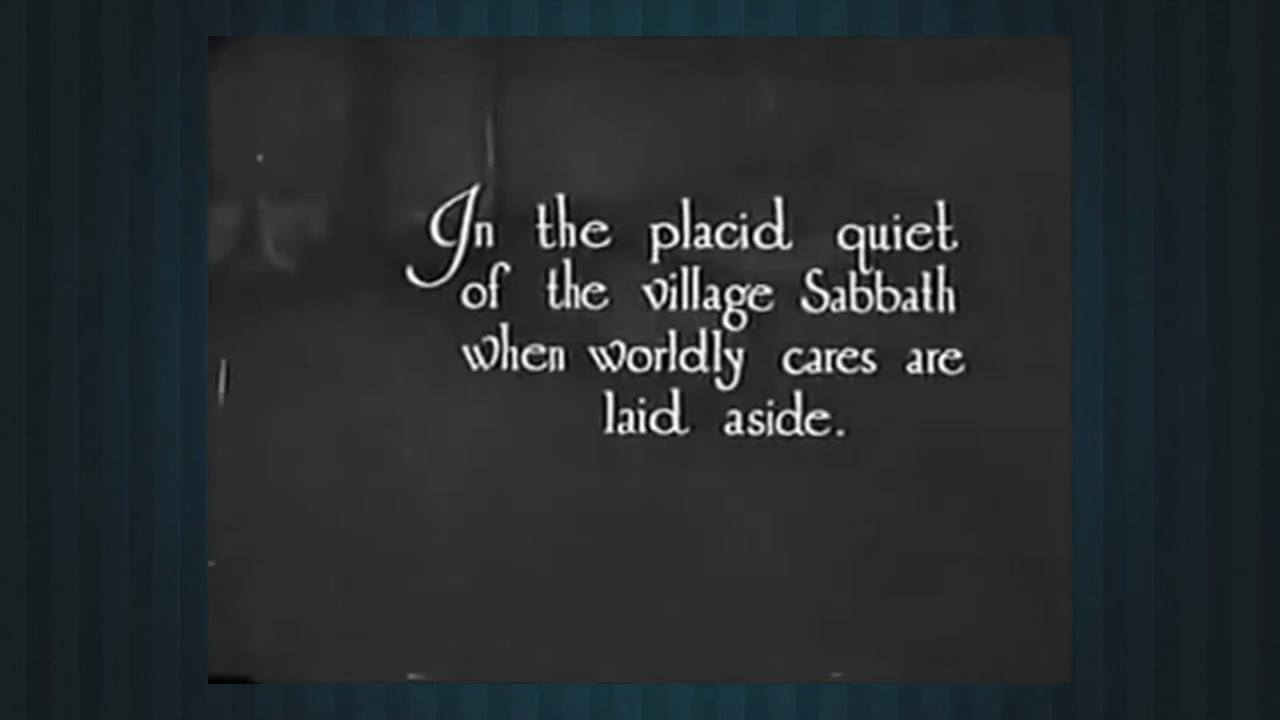 In the placid quiet
of the village Sabbath
when worldly cares are
laid aside.